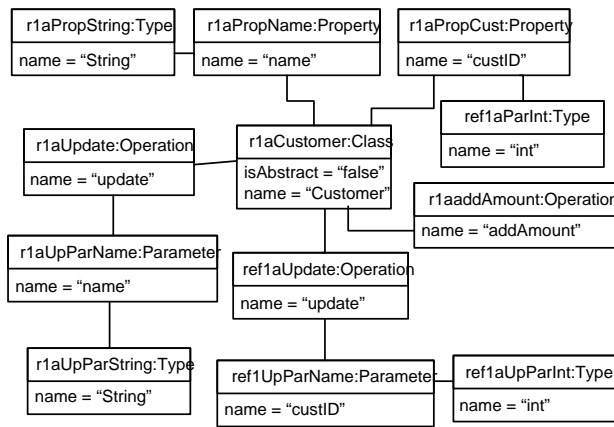 r1aPropString:Type
name = “String”
r1aPropName:Property
name = “name”
r1aPropCust:Property
name = “custID”
ref1aParInt:Type
name = “int”
r1aUpdate:Operation
name = “update”
r1aCustomer:Class
isAbstract = “false”
name = “Customer”
r1aaddAmount:Operation
name = “addAmount”
r1aUpParName:Parameter
name = “name”
ref1aUpdate:Operation
name = “update”
r1aUpParString:Type
name = “String”
ref1UpParName:Parameter
name = “custID”
ref1aUpParInt:Type
name = “int”